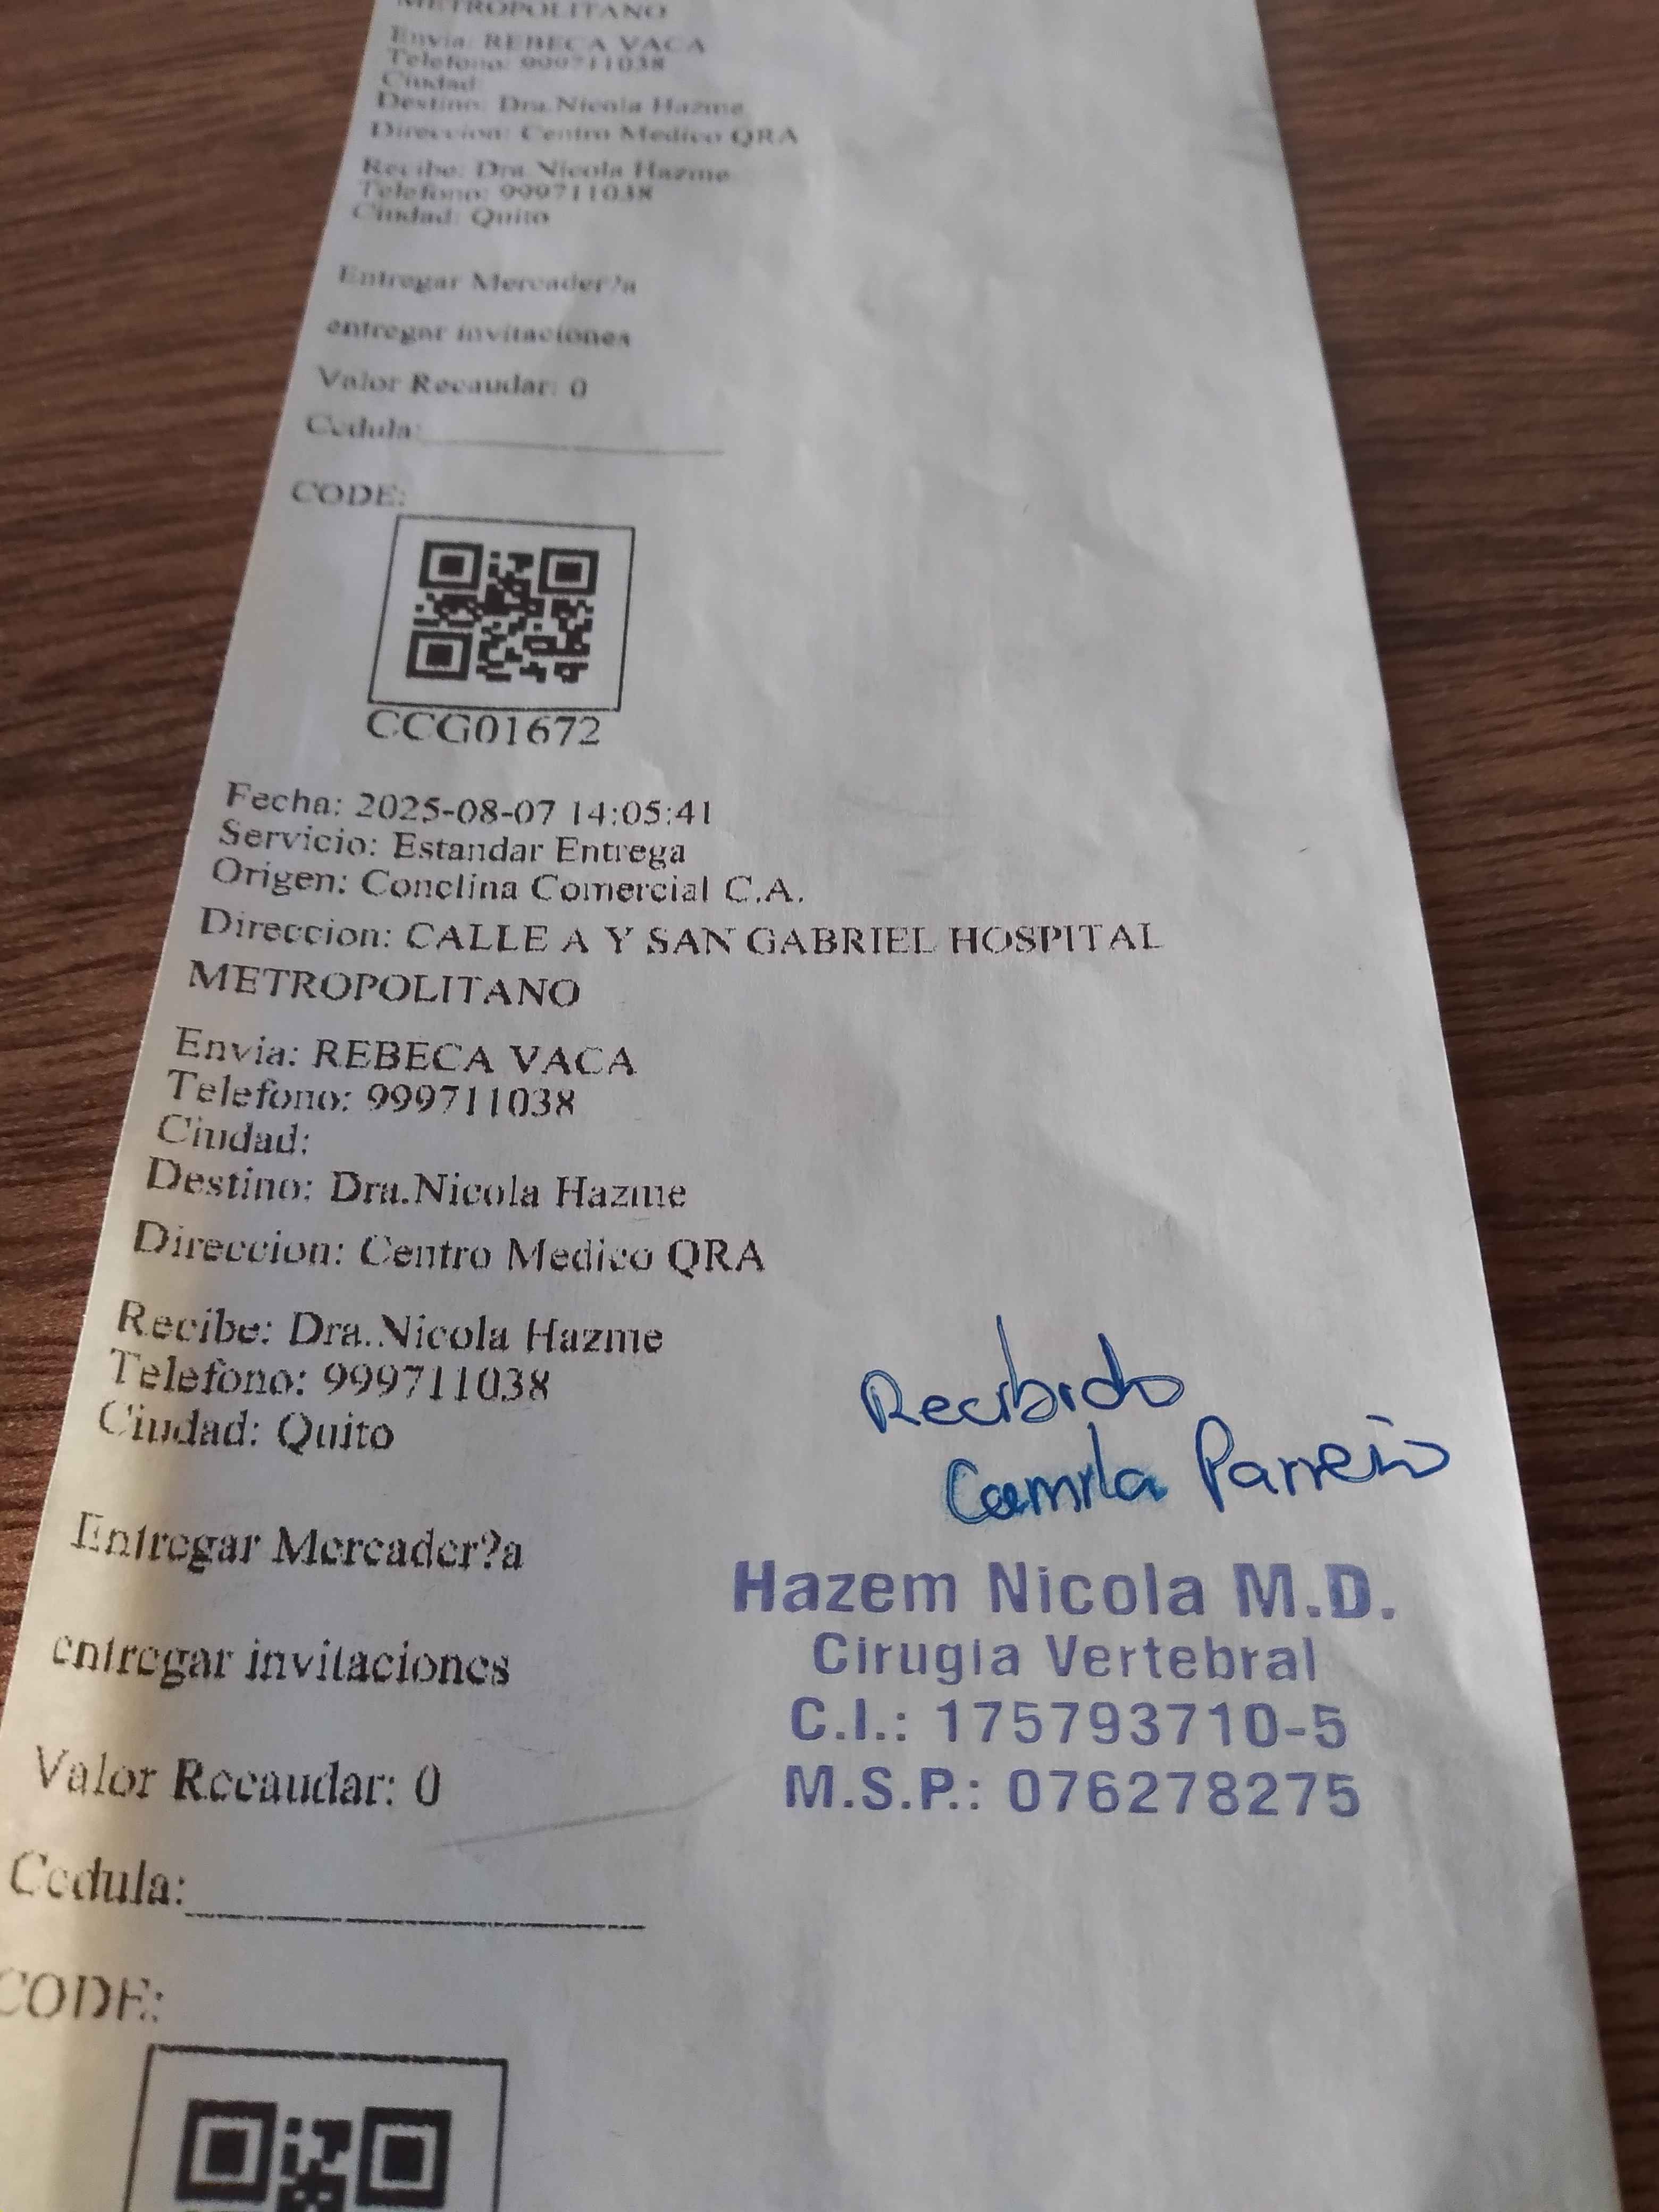 METROPOLITANO
Envia: REBECA VACA
Telefono: 999711038
Ciudad:
Destino: Dra.Nicola Hazme
Direccion: Centro Medico QRA
Recibe: Dra.Nicola Hazme
Telefono: 999711038
Ciudad: Quito
Entregar Mercader?a
entregar invitaciones
Valor Recaudar: 0
Cedula:
CODE:
CCG01672
Fecha: 2025-08-07 14:05:41
Servicio: Estandar Entrega
Origen: Conclina Comercial C.A.
Direccion: CALLE A Y SAN GABRIEL HOSPITAL
METROPOLITANO
Envia: REBECA VACA
Telefono: 999711038
Ciudad:
Destino: Dra.Nicola Hazme
Direccion: Centro Medico QRA
Recibe: Dra.Nicola Hazme
Telefono: 999711038
Ciudad: Quito
Recibido
Camila
Entregar Mercader?a
entregar invitaciones
Valor Recaudar: 0
Hazem Nicola M.D.
Cirugia Vertebral
C.I.: 175793710-5
M.S.P.: 076278275
Cedula:
CODE: